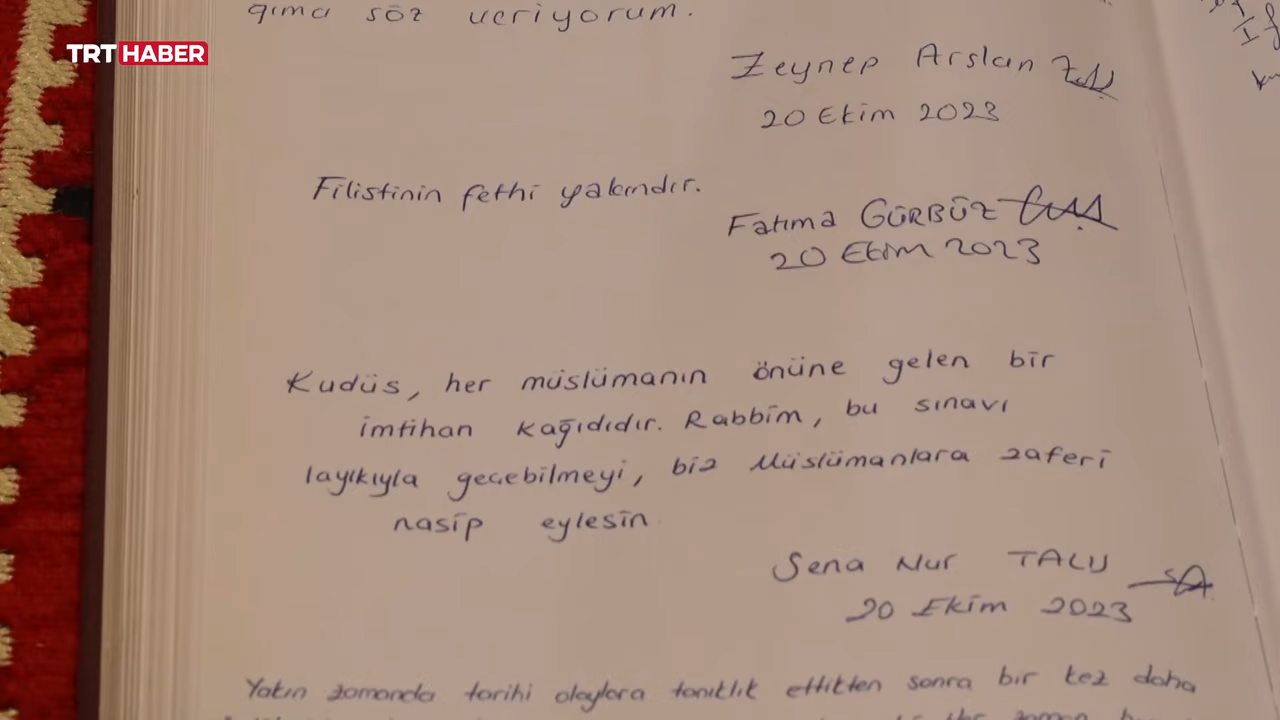 TRT HABER
ğıma söz veriyorum.
Zeynep Arslan
20 Ekim 2023
Filistinin fethi yakındır.
Fatıma GÜRBÜZ
20 Ekim 2023
Kudüs, her müslümanın önüne gelen bir
imtihan kağıdıdır. Rabbim, bu sınavı
layıkıyla geçebilmeyi, biz Müslümanlara zaferi
nasip eylesin.
Sena Nur TALU
20 Ekim 2023
Yakın zamanda tarihi olaylara tanıklık ettikten sonra bir kez daha